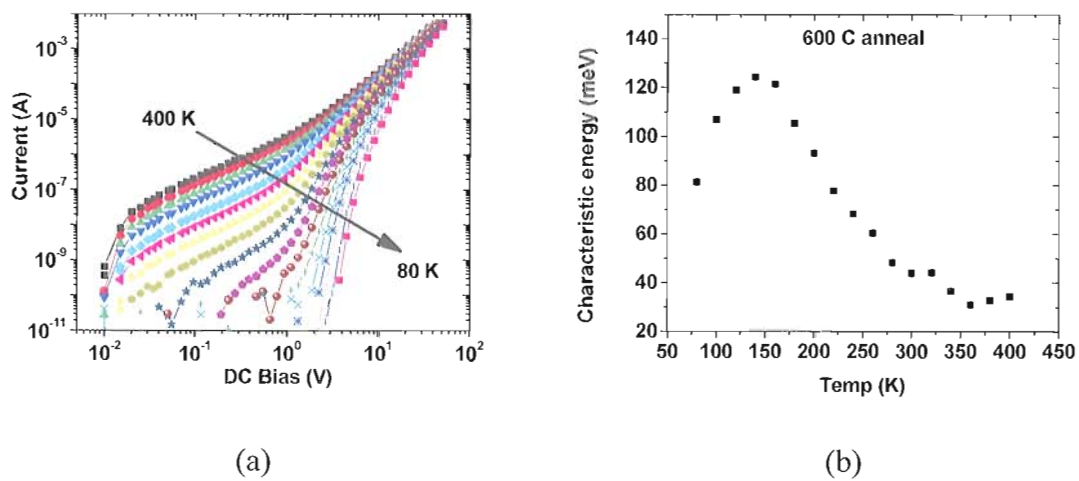 10⁻³
10⁻⁵
10⁻⁷
10⁻⁹
10⁻¹¹
Current (A)
400 K
80 K
10⁻² 10⁻¹ 10⁰ 10¹ 10²
DC Bias (V)
(a)
600 C anneal
140
120
100
80
60
40
20
Characteristic energy (meV)
50 100 150 200 250 300 350 400 450
Temp (K)
(b)